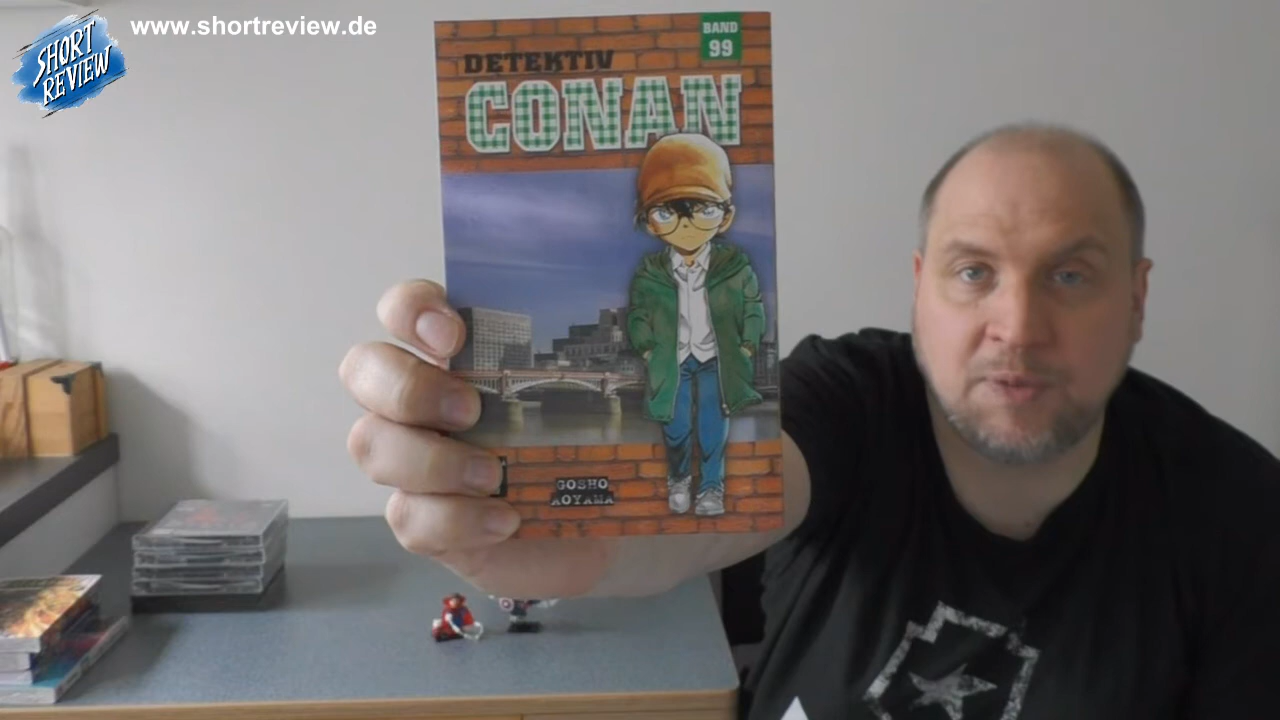 SHORT
REVIEW
www.shortreview.de
BAND
99
DETEKTIV
CONAN
GOSHO
AOYAMA